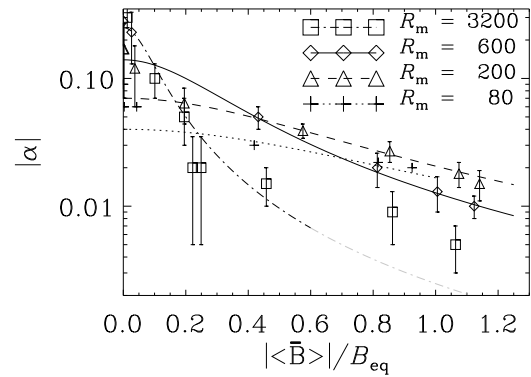 R_m = 3200
R_m = 600
R_m = 200
R_m = 80
0.10
0.01
|α|
0.0 0.2 0.4 0.6 0.8 1.0 1.2
|<B̄>|/B_eq